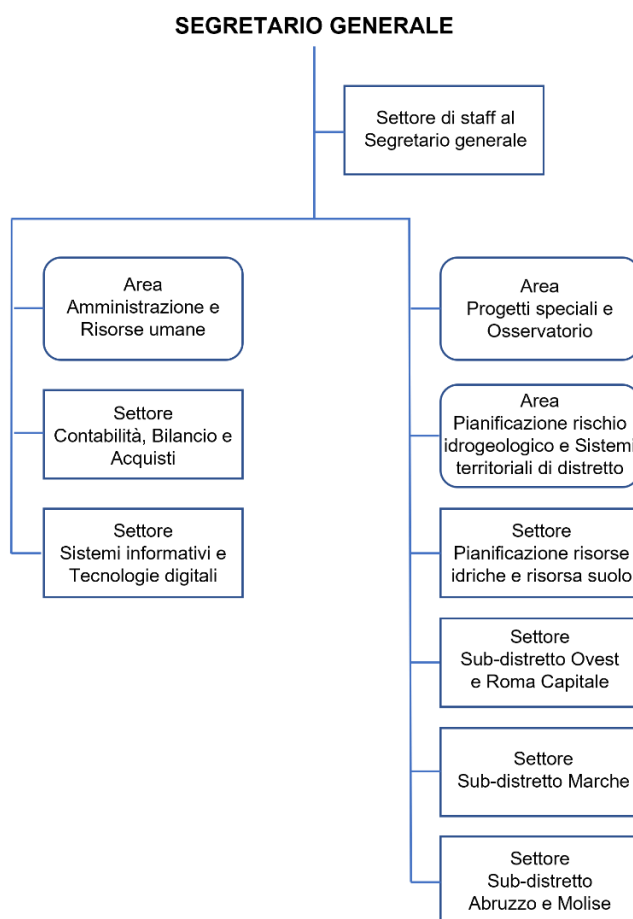 SEGRETARIO GENERALE
Settore di staff al
Segretario generale
Area
Amministrazione e
Risorse umane
Settore
Contabilità, Bilancio e
Acquisti
Settore
Sistemi informativi e
Tecnologie digitali
Area
Progetti speciali e
Osservatorio
Area
Pianificazione rischio
idrogeologico e Sistemi
territoriali di distretto
Settore
Pianificazione risorse
idriche e risorsa suolo
Settore
Sub-distretto Ovest
e Roma Capitale
Settore
Sub-distretto Marche
Settore
Sub-distretto
Abruzzo e Molise